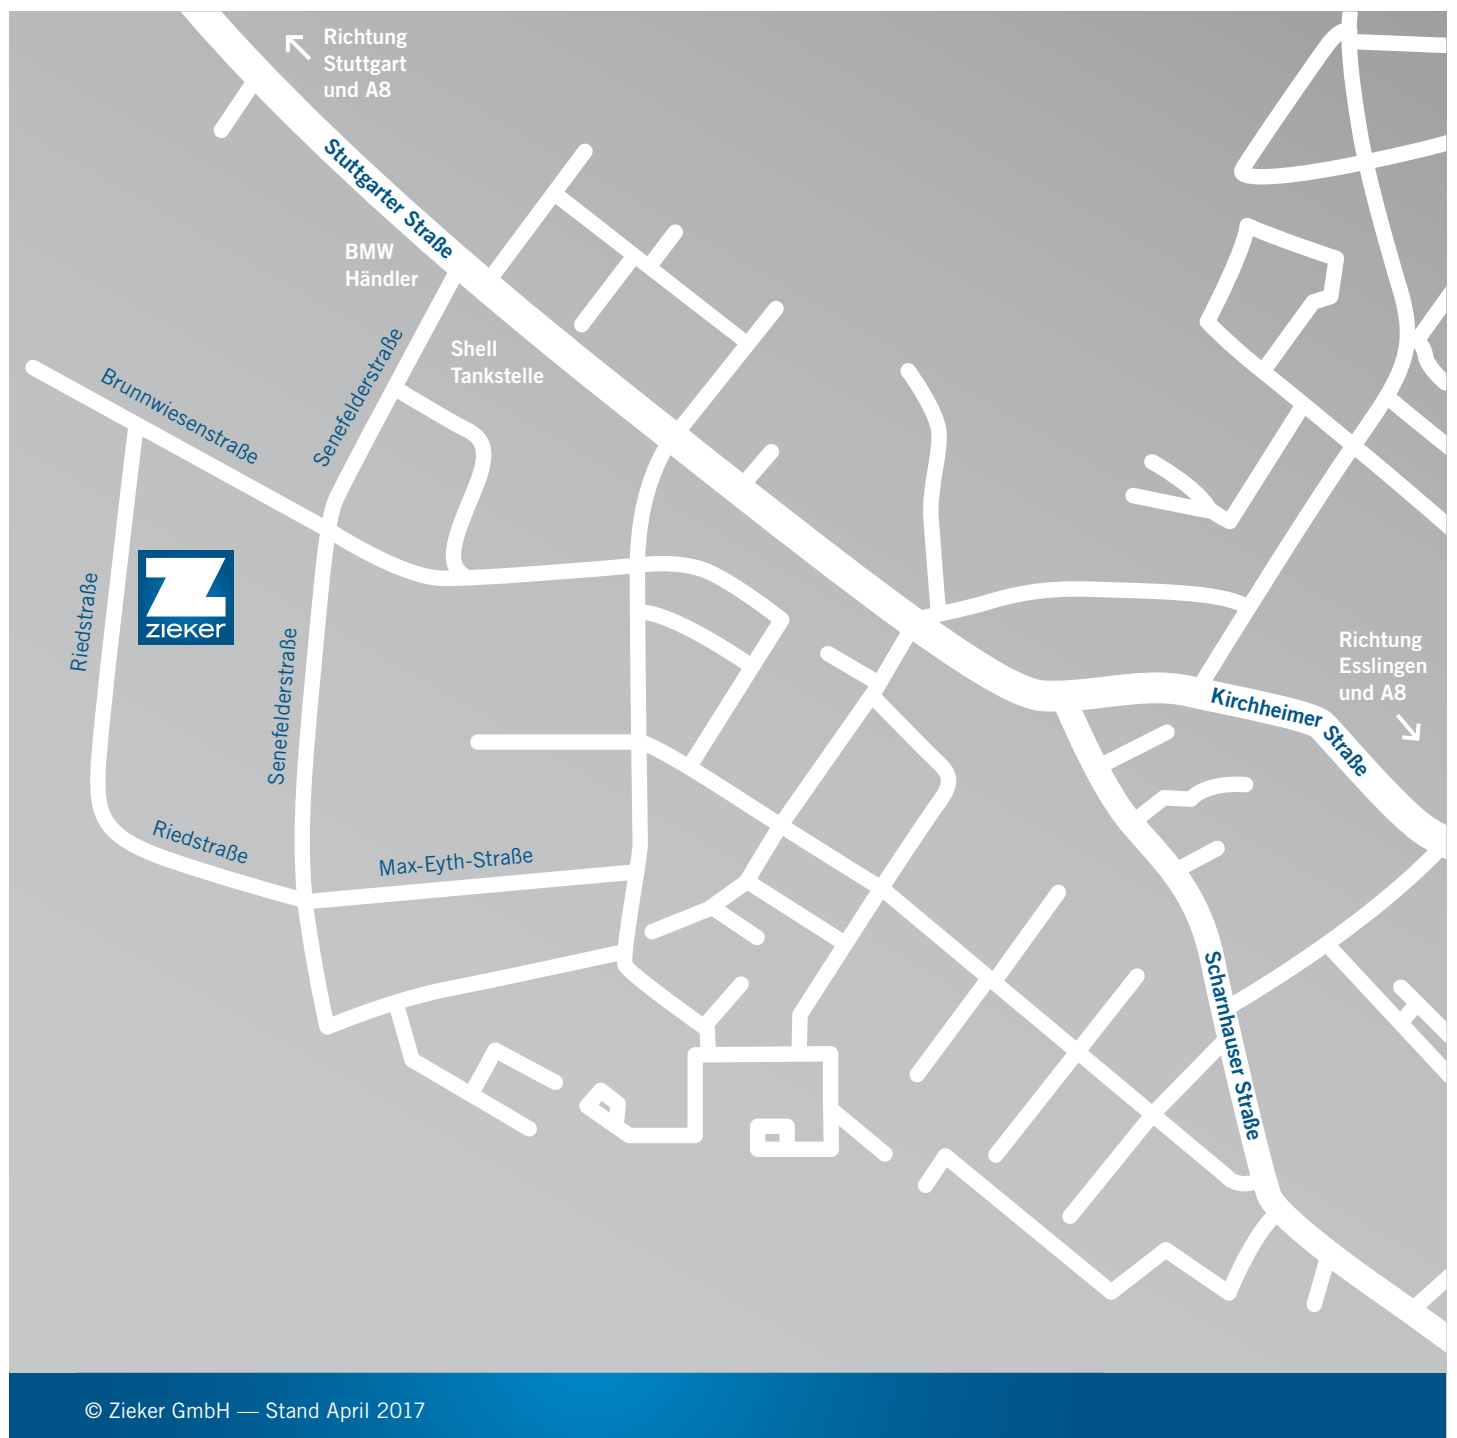 Richtung
Stuttgart
und A8
Stuttgarter Straße
BMW
Händler
Shell
Tankstelle
Senefelderstraße
Brunnwiesenstraße
Riedstraße
ZIEKER
Senefelderstraße
Richtung
Esslingen
und A8
Kirchheimer Straße
Riedstraße
Max-Eyth-Straße
Scharnhauser Straße
© Zieker GmbH — Stand April 2017